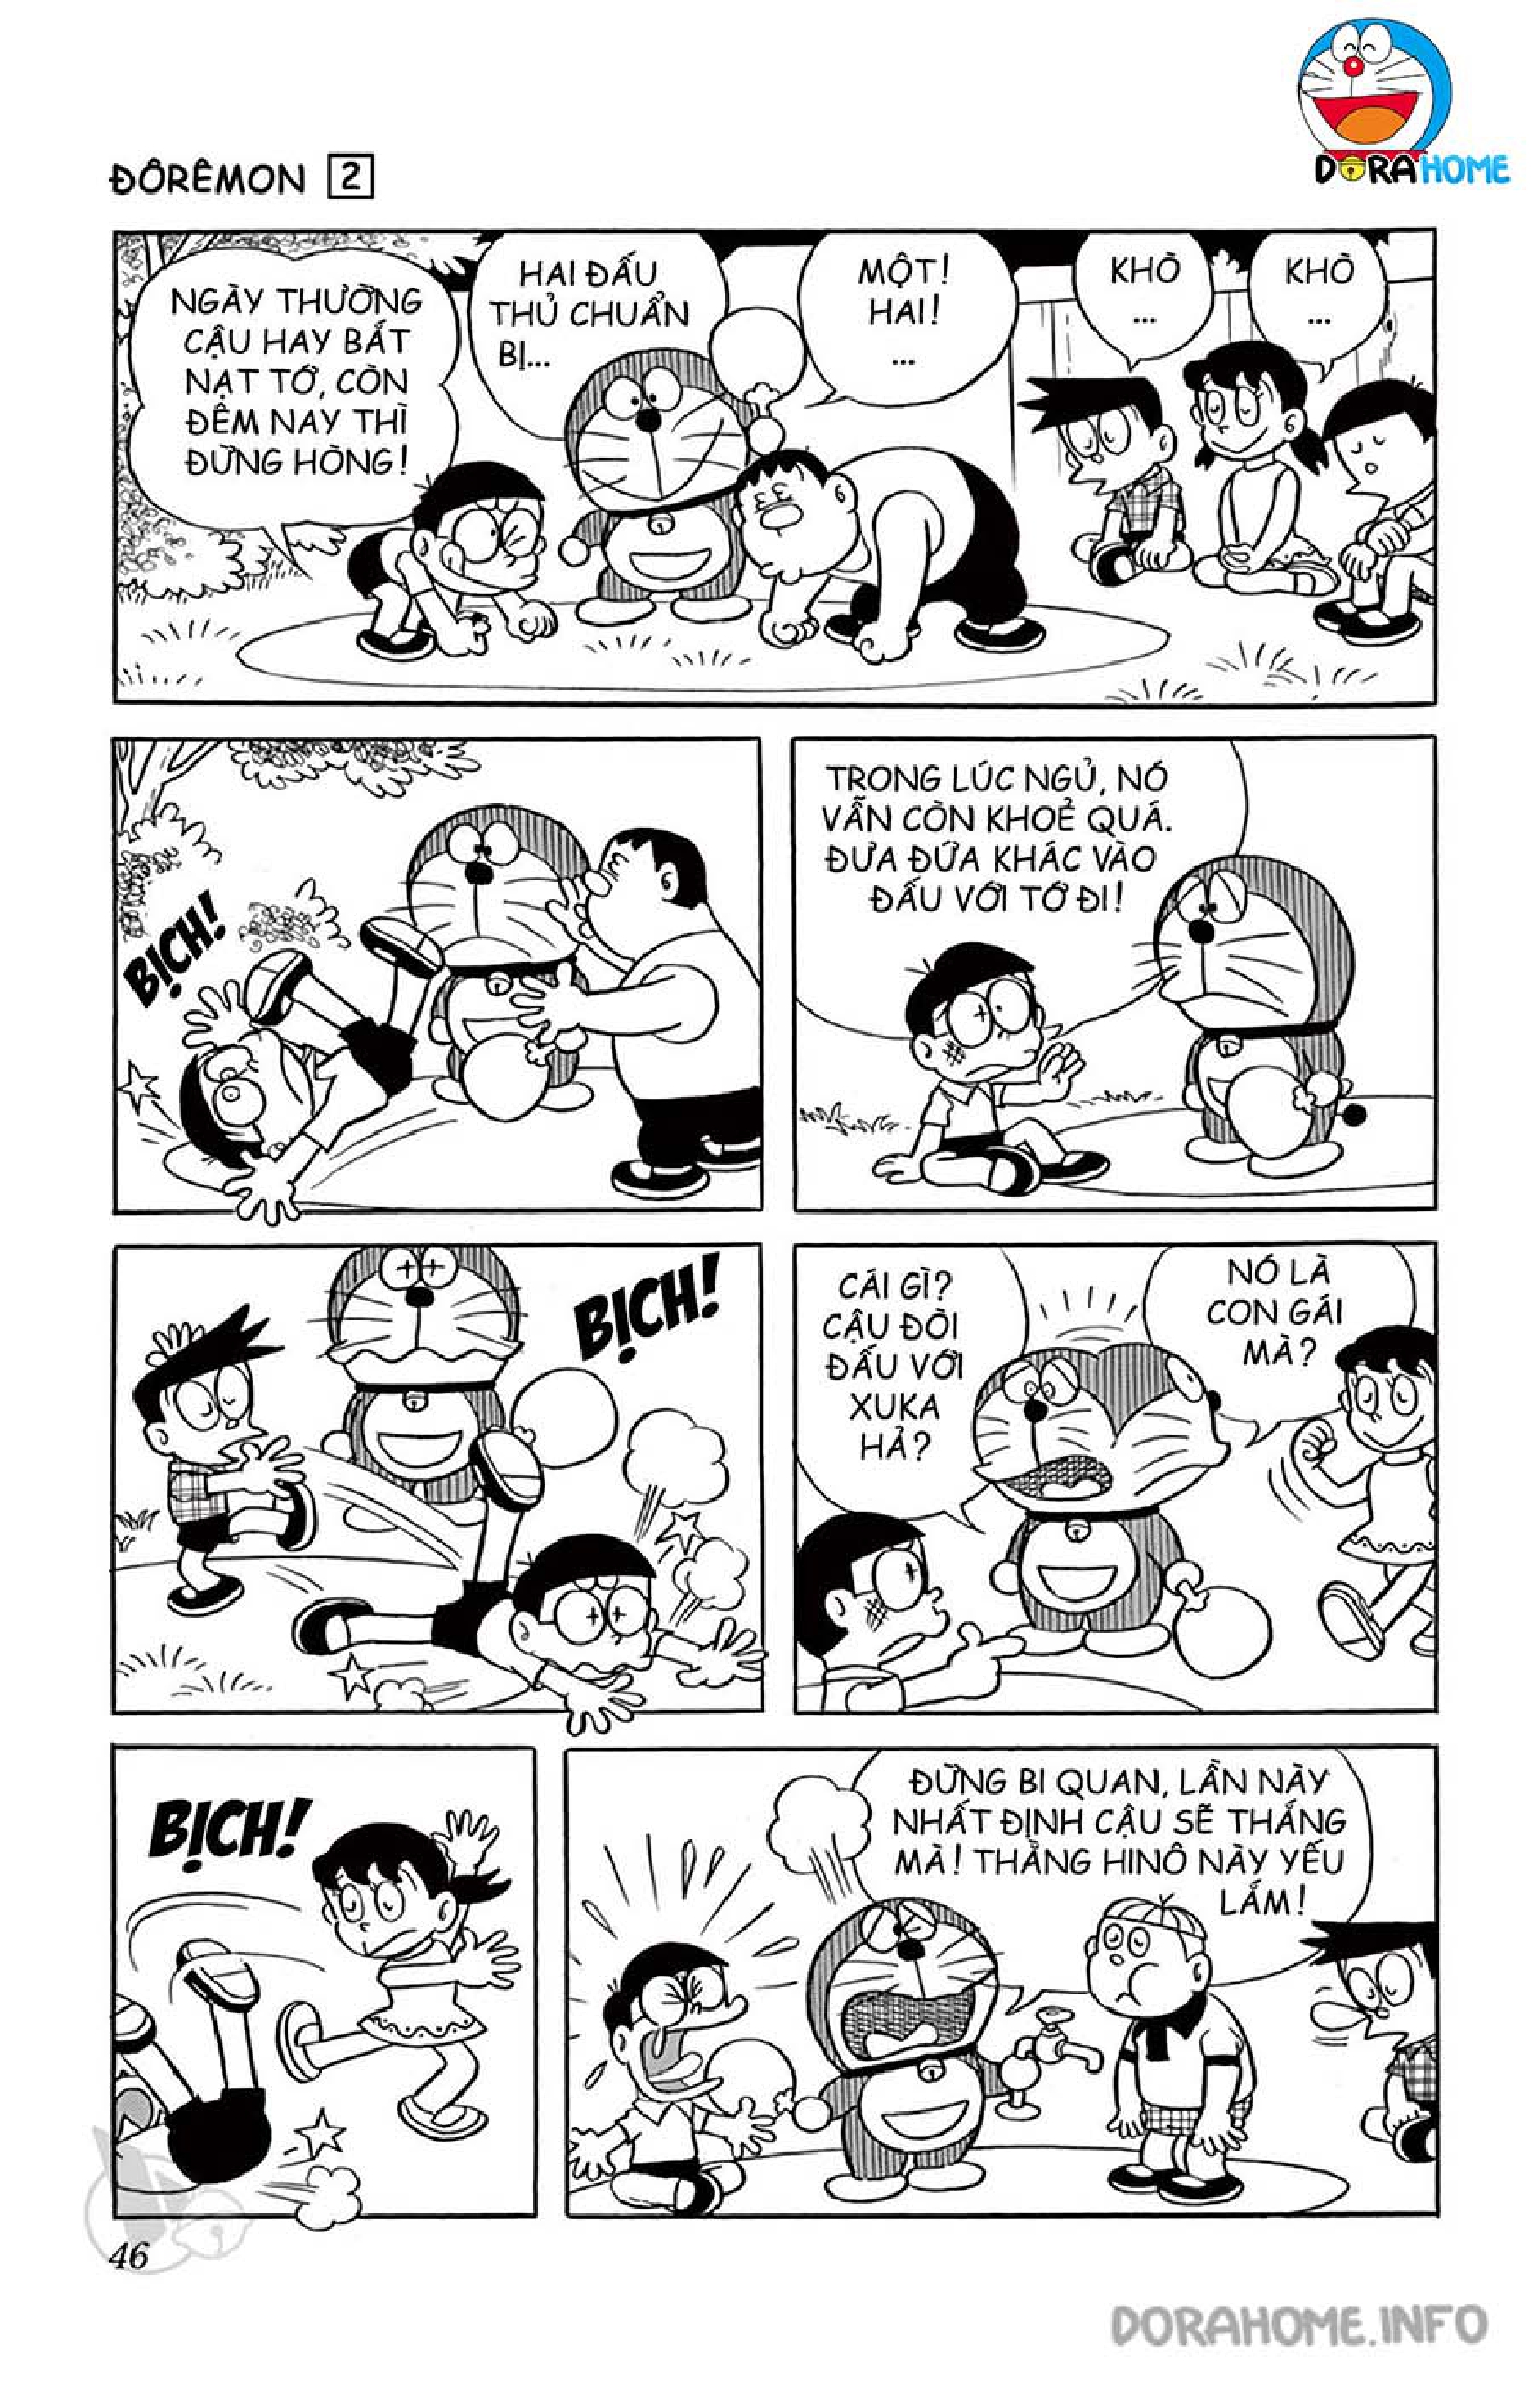 DORAHOME
ĐÔRÊMON 2
NGÀY THƯỜNG
CẬU HAY BẮT
NẠT TỚ, CÒN
ĐÊM NAY THÌ
ĐỪNG HÒNG!
HAI ĐẤU
THỦ CHUẨN
BỊ...
MỘT!
HAI!
...
KHÒ
...
KHÒ
...
BỊCH!
TRONG LÚC NGỦ, NÓ
VẪN CÒN KHOẺ QUÁ.
ĐƯA ĐỨA KHÁC VÀO
ĐẤU VỚI TỚ ĐI!
BỊCH!
CÁI GÌ?
CẬU ĐÒI
ĐẤU VỚI
XUKA
HẢ?
NÓ LÀ
CON GÁI
MÀ?
BỊCH!
ĐỪNG BI QUAN, LẦN NÀY
NHẤT ĐỊNH CẬU SẼ THẮNG
MÀ! THẰNG HINÔ NÀY YẾU
LẮM!
46
DORAHOME.INFO